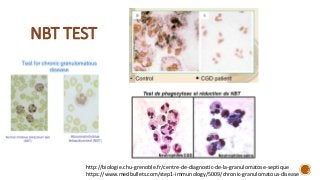 NBT TEST
Test for chronic granulomatous
disease
Control
CGD patient
Test de phagocytose et réduction du NBT
(NBT)
http://biologie.chu-grenoble.fr/centre-de-diagnostic-de-la-granulomatose-septique
https://www.medbullets.com/step1-immunology/5009/chronic-granulomatous-disease